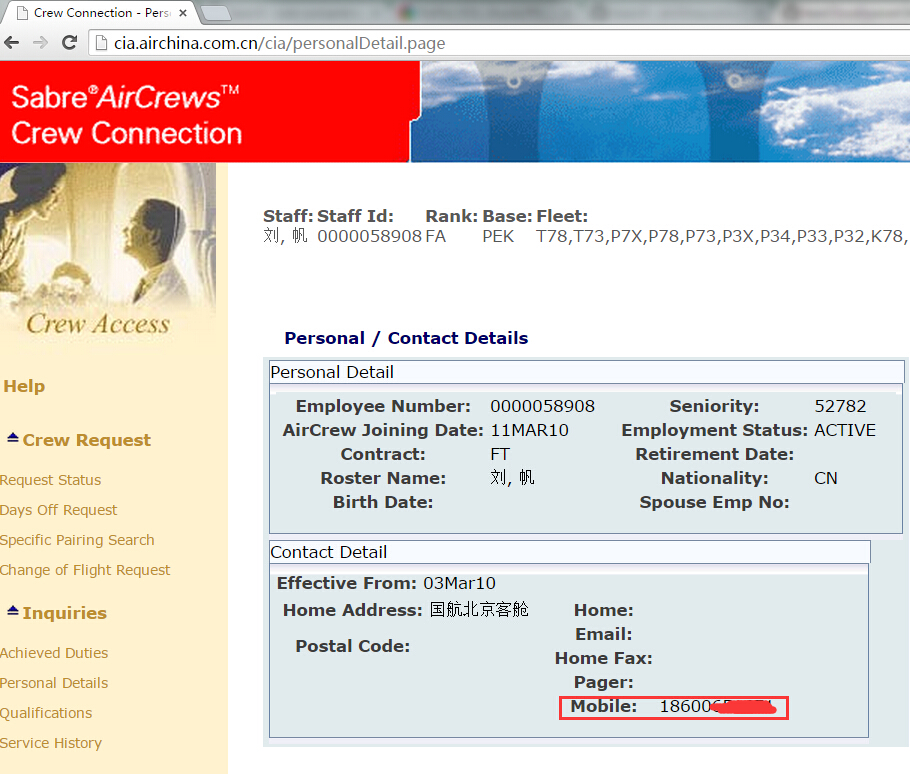 Crew Connection - Pers
cia.airchina.com.cn/cia/personalDetail.page
Sabre®AirCrews™
Crew Connection
Crew Access
Help
Crew Request
Request Status
Days Off Request
Specific Pairing Search
Change of Flight Request
Inquiries
Achieved Duties
Personal Details
Qualifications
Service History
Staff: Staff Id: Rank: Base: Fleet:
刘, 帆 0000058908 FA PEK T78,T73,P7X,P78,P73,P3X,P34,P33,P32,K78,
Personal / Contact Details
Personal Detail
Employee Number: 0000058908 Seniority: 52782
AirCrew Joining Date: 11MAR10 Employment Status: ACTIVE
Contract: FT Retirement Date:
Roster Name: 刘, 帆 Nationality: CN
Birth Date: Spouse Emp No:
Contact Detail
Effective From: 03Mar10
Home Address: 国航北京客舱 Home:
Email:
Postal Code:
Home Fax:
Pager:
Mobile: 18600